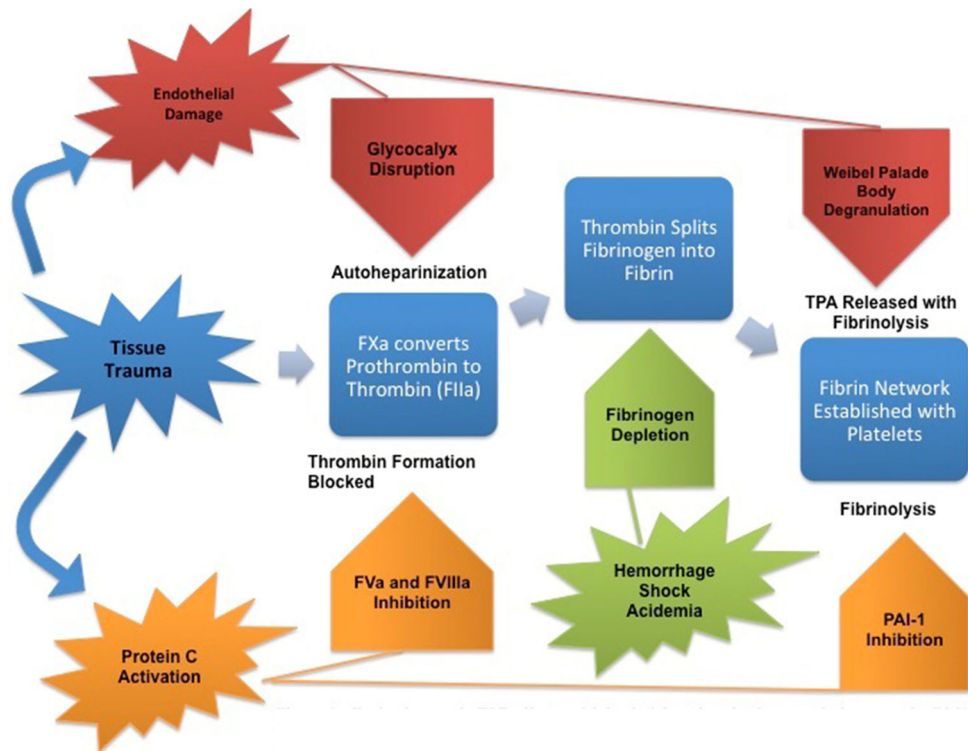 Endothelial
Damage
Glycocalyx
Disruption
Weibel Palade
Body
Degranulation
Thrombin Splits
Fibrinogen into
Fibrin
Autoheparinization
TPA Released with
Fibrinolysis
Tissue
Trauma
FXa converts
Prothrombin to
Thrombin (FIIa)
Fibrinogen
Depletion
Fibrin Network
Established with
Platelets
Thrombin Formation
Blocked
Fibrinolysis
FVa and FVIIIa
Inhibition
Hemorrhage
Shock
Acidemia
PAI-1
Inhibition
Protein C
Activation